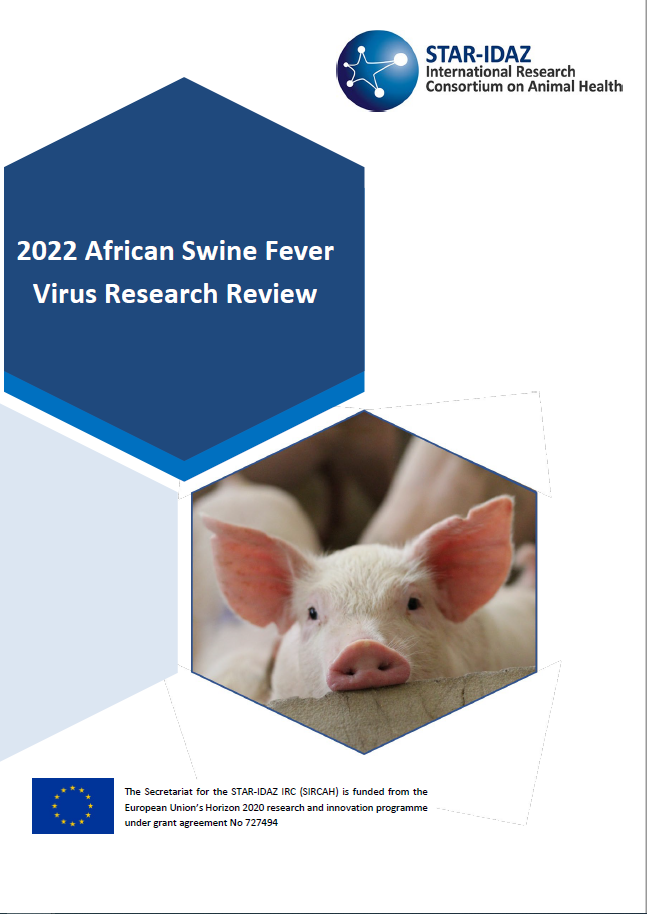 STAR-IDAZ
International Research
Consortium on Animal Health
2022 African Swine Fever
Virus Research Review
The Secretariat for the STAR-IDAZ IRC (SIRCAH) is funded from the
European Union's Horizon 2020 research and innovation programme
under grant agreement No 727494